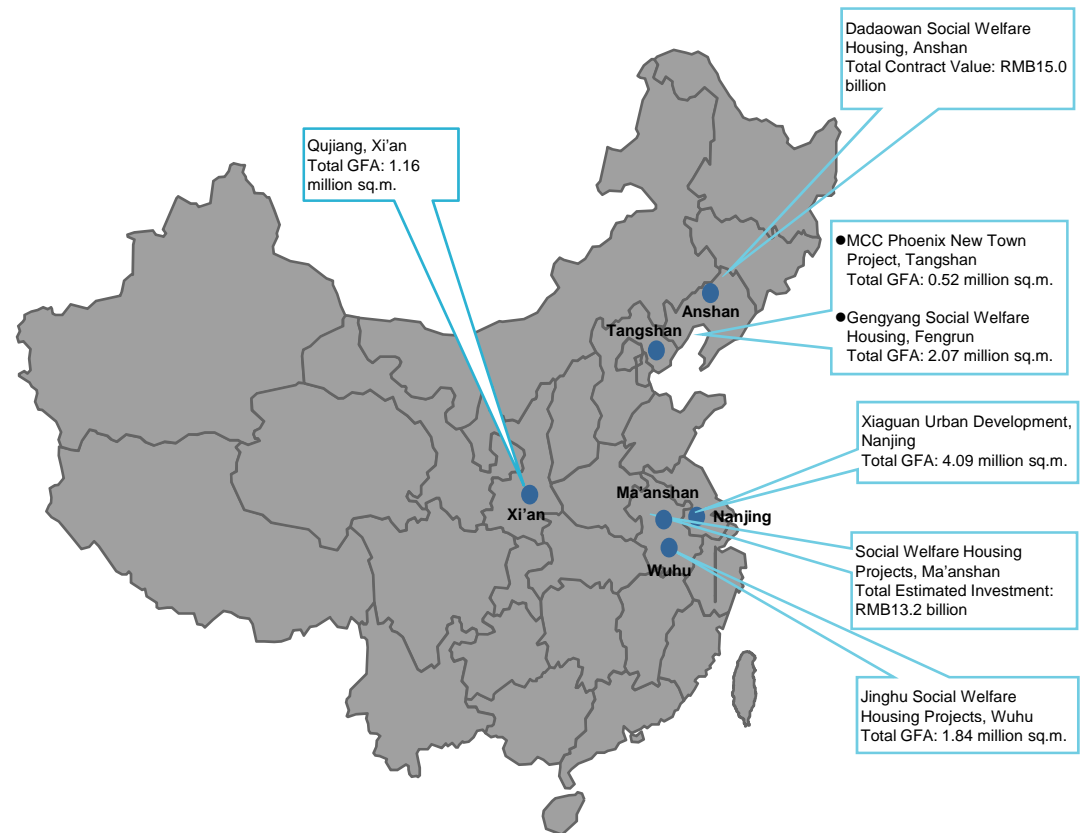 Dadaowan Social Welfare
Housing, Anshan
Total Contract Value: RMB15.0
billion
Qujiang, Xi’an
Total GFA: 1.16
million sq.m.
●MCC Phoenix New Town
Project, Tangshan
Total GFA: 0.52 million sq.m.
●Gengyang Social Welfare
Housing, Fengrun
Total GFA: 2.07 million sq.m.
Anshan
Tangshan
Xiaguan Urban Development,
Nanjing
Total GFA: 4.09 million sq.m.
Ma’anshan
Xi’an
Nanjing
Social Welfare Housing
Projects, Ma’anshan
Total Estimated Investment:
RMB13.2 billion
Wuhu
Jinghu Social Welfare
Housing Projects, Wuhu
Total GFA: 1.84 million sq.m.